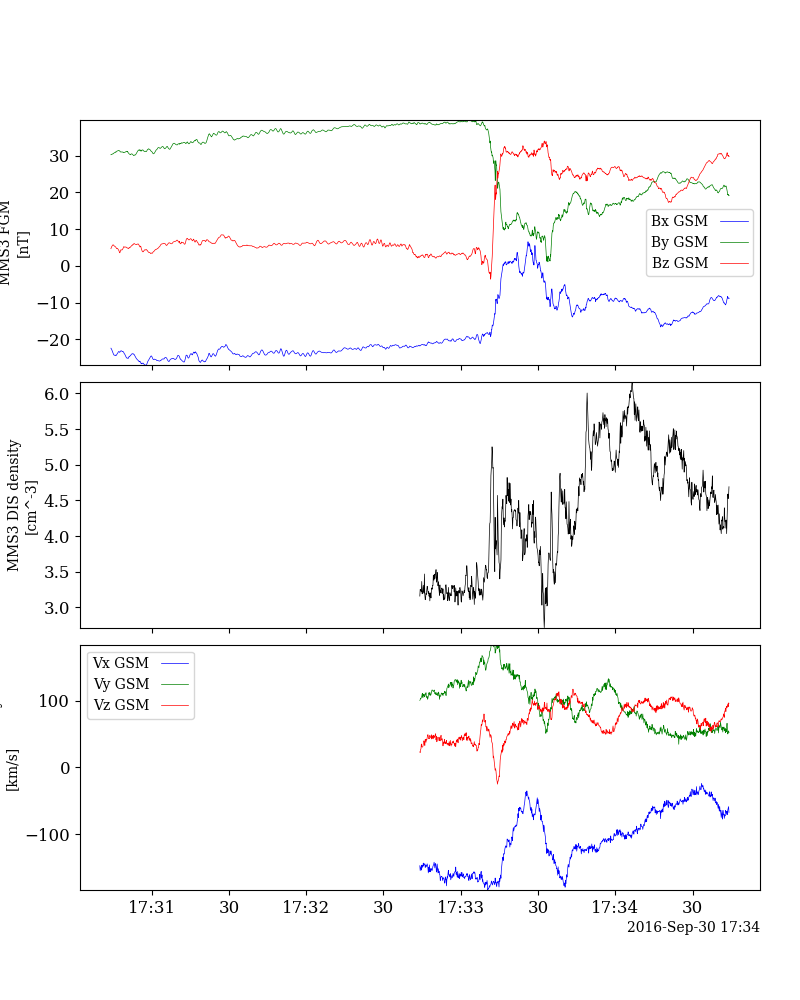 MMS3 FGM
[nT]
30
20
10
0
−10
−20
Bx GSM
By GSM
Bz GSM
MMS3 DIS density
[cm^-3]
6.0
5.5
5.0
4.5
4.0
3.5
3.0
[km/s]
100
0
−100
Vx GSM
Vy GSM
Vz GSM
17:31 30 17:32 30 17:33 30 17:34 30
2016-Sep-30 17:34